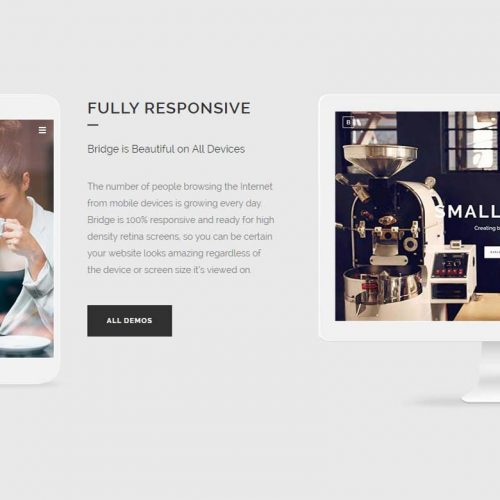 FULLY RESPONSIVE
Bridge is Beautiful on All Devices
The number of people browsing the Internet
from mobile devices is growing every day.
Bridge is 100% responsive and ready for high
density retina screens, so you can be certain
your website looks amazing regardless of
the device or screen size it's viewed on.
ALL DEMOS
B
SMALL
Creating b